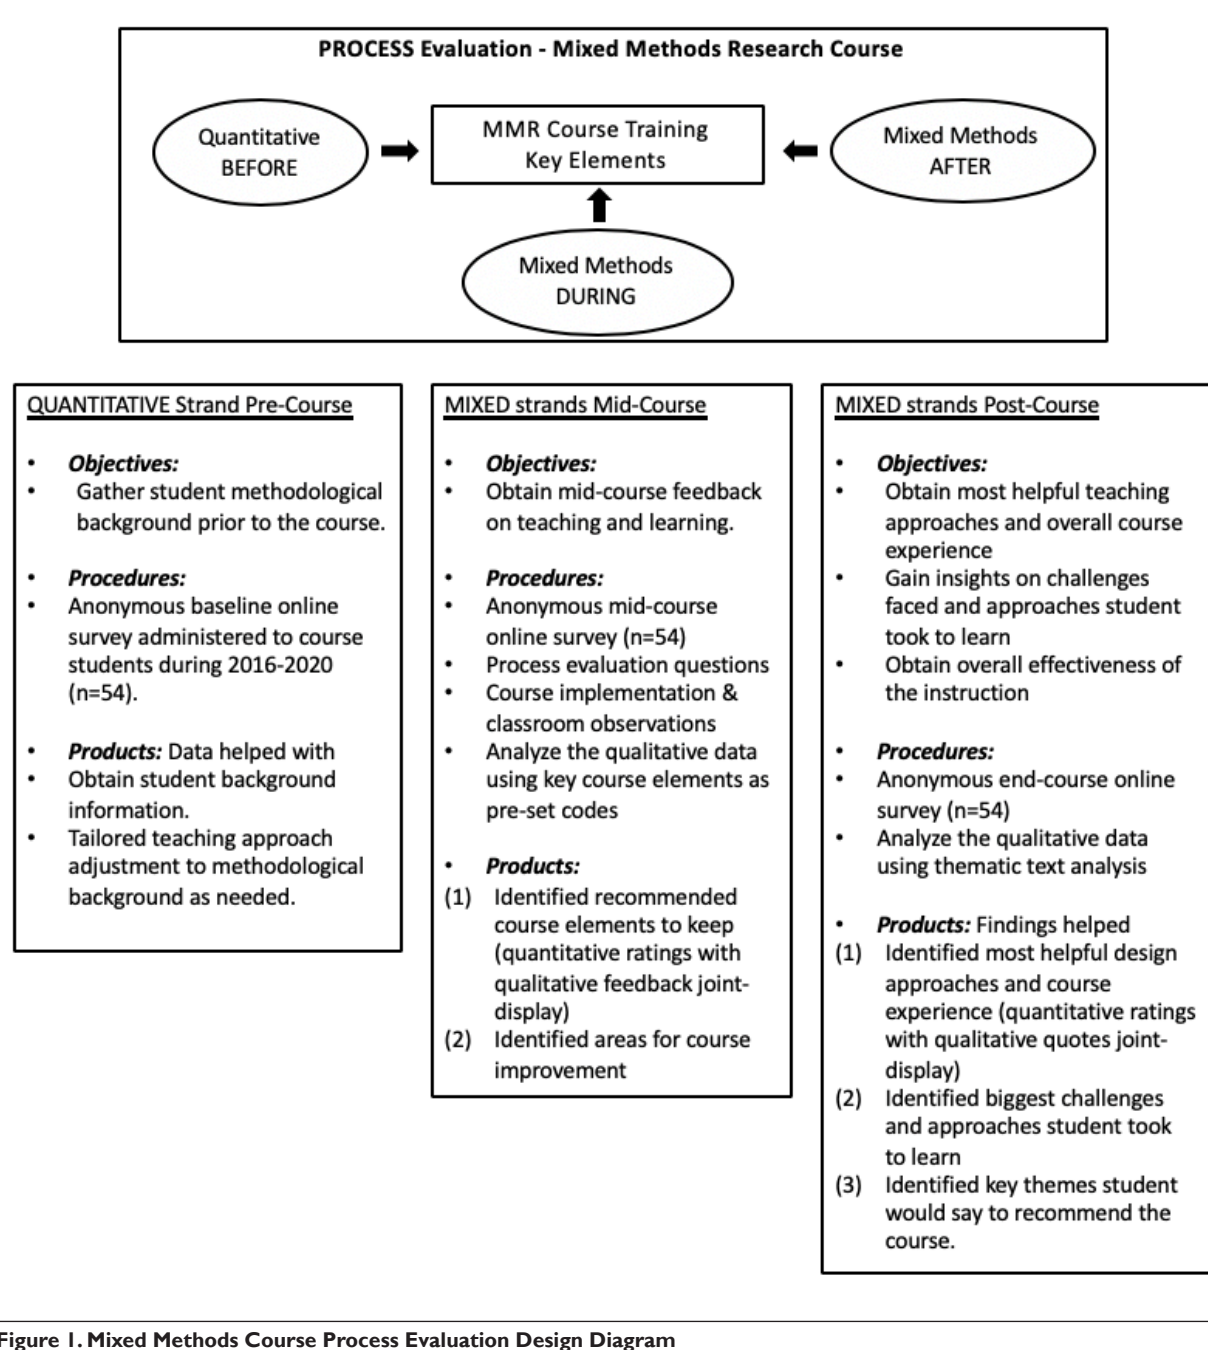 PROCESS Evaluation - Mixed Methods Research Course
Quantitative
BEFORE
MMR Course Training
Key Elements
Mixed Methods
AFTER
Mixed Methods
DURING
QUANTITATIVE Strand Pre-Course
• Objectives:
• Gather student methodological
background prior to the course.
• Procedures:
• Anonymous baseline online
survey administered to course
students during 2016-2020
(n=54).
• Products: Data helped with
• Obtain student background
information.
• Tailored teaching approach
adjustment to methodological
background as needed.
MIXED strands Mid-Course
• Objectives:
• Obtain mid-course feedback
on teaching and learning.
• Procedures:
• Anonymous mid-course
online survey (n=54)
• Process evaluation questions
• Course implementation &
classroom observations
• Analyze the qualitative data
using key course elements as
pre-set codes
• Products:
(1) Identified recommended
course elements to keep
(quantitative ratings with
qualitative feedback joint-
display)
(2) Identified areas for course
improvement
MIXED strands Post-Course
• Objectives:
• Obtain most helpful teaching
approaches and overall course
experience
• Gain insights on challenges
faced and approaches student
took to learn
• Obtain overall effectiveness of
the instruction
• Procedures:
• Anonymous end-course online
survey (n=54)
• Analyze the qualitative data
using thematic text analysis
• Products: Findings helped
(1) Identified most helpful design
approaches and course
experience (quantitative ratings
with qualitative quotes joint-
display)
(2) Identified biggest challenges
and approaches student took
to learn
(3) Identified key themes student
would say to recommend the
course.
Figure 1. Mixed Methods Course Process Evaluation Design Diagram